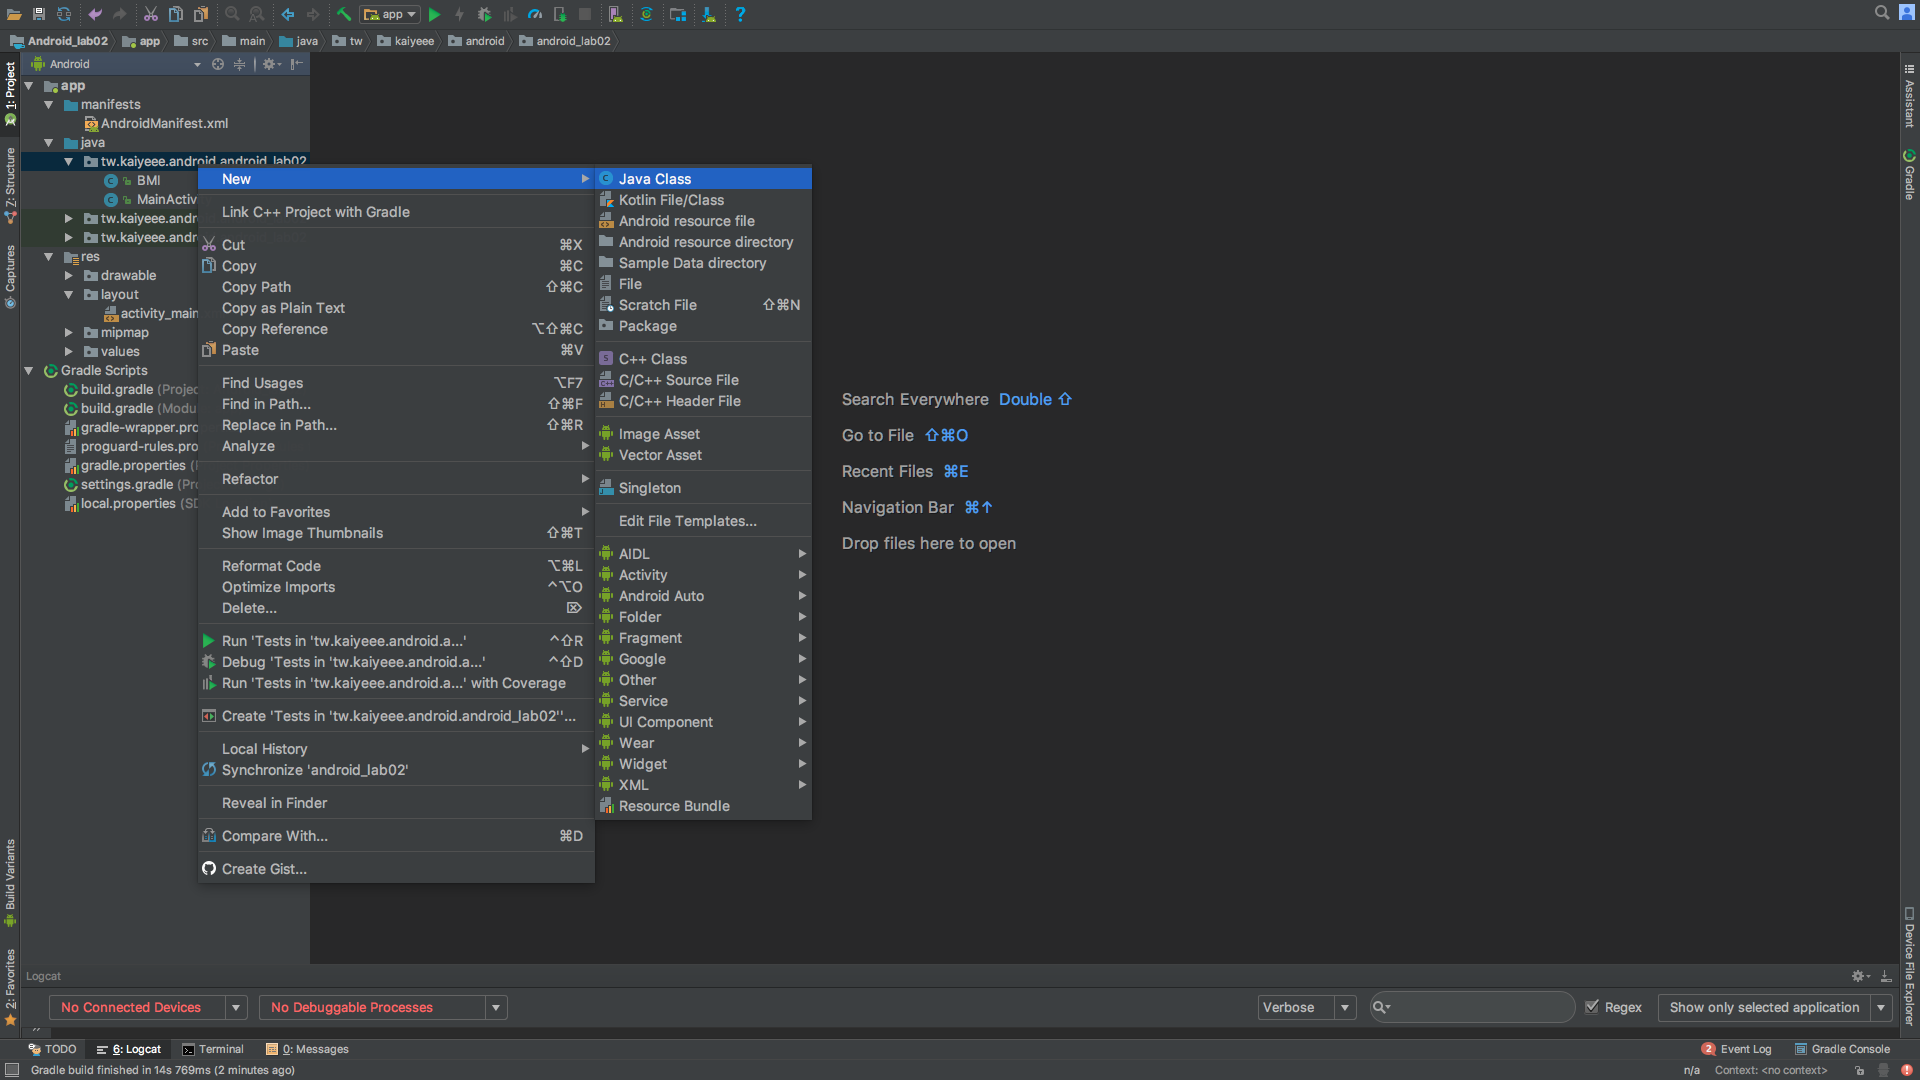 app
Android_lab02
app
src
main
java
tw
kaiyeee
android
android_lab02
1: Project
Z: Structure
Captures
Build Variants
2: Favorites
Android
app
manifests
AndroidManifest.xml
java
tw.kaiyeee.android.android_lab02
BMI
MainActiv
tw.kaiyeee.andr
tw.kaiyeee.andr
res
drawable
layout
activity_main
mipmap
values
Gradle Scripts
build.gradle (Projec
build.gradle (Modu
gradle-wrapper.pro
proguard-rules.pro
gradle.properties (
settings.gradle (Pro
local.properties (SD
New
Link C++ Project with Gradle
Cut ⌘X
Copy ⌘C
Copy Path ⇧⌘C
Copy as Plain Text
Copy Reference ⌥⇧⌘C
Paste ⌘V
Find Usages ⌥F7
Find in Path... ⇧⌘F
Replace in Path... ⇧⌘R
Analyze
Refactor
Add to Favorites
Show Image Thumbnails ⇧⌘T
Reformat Code ⌥⌘L
Optimize Imports ^⌥O
Delete... ⌦
Run 'Tests in 'tw.kaiyeee.android.a...' ^⇧R
Debug 'Tests in 'tw.kaiyeee.android.a...' ^⇧D
Run 'Tests in 'tw.kaiyeee.android.a...' with Coverage
Create 'Tests in 'tw.kaiyeee.android.android_lab02''...
Local History
Synchronize 'android_lab02'
Reveal in Finder
Compare With... ⌘D
Create Gist...
Java Class
Kotlin File/Class
Android resource file
Android resource directory
Sample Data directory
File
Scratch File ⇧⌘N
Package
C++ Class
C/C++ Source File
C/C++ Header File
Image Asset
Vector Asset
Singleton
Edit File Templates...
AIDL
Activity
Android Auto
Folder
Fragment
Google
Other
Service
UI Component
Wear
Widget
XML
Resource Bundle
Search Everywhere Double ⇧
Go to File ⇧⌘O
Recent Files ⌘E
Navigation Bar ⌘↑
Drop files here to open
Assistant
Gradle
Device File Explorer
Logcat
No Connected Devices
No Debuggable Processes
Verbose
Regex
Show only selected application
TODO
6: Logcat
Terminal
0: Messages
2 Event Log
Gradle Console
Gradle build finished in 14s 769ms (2 minutes ago)
n/a
Context: <no context>